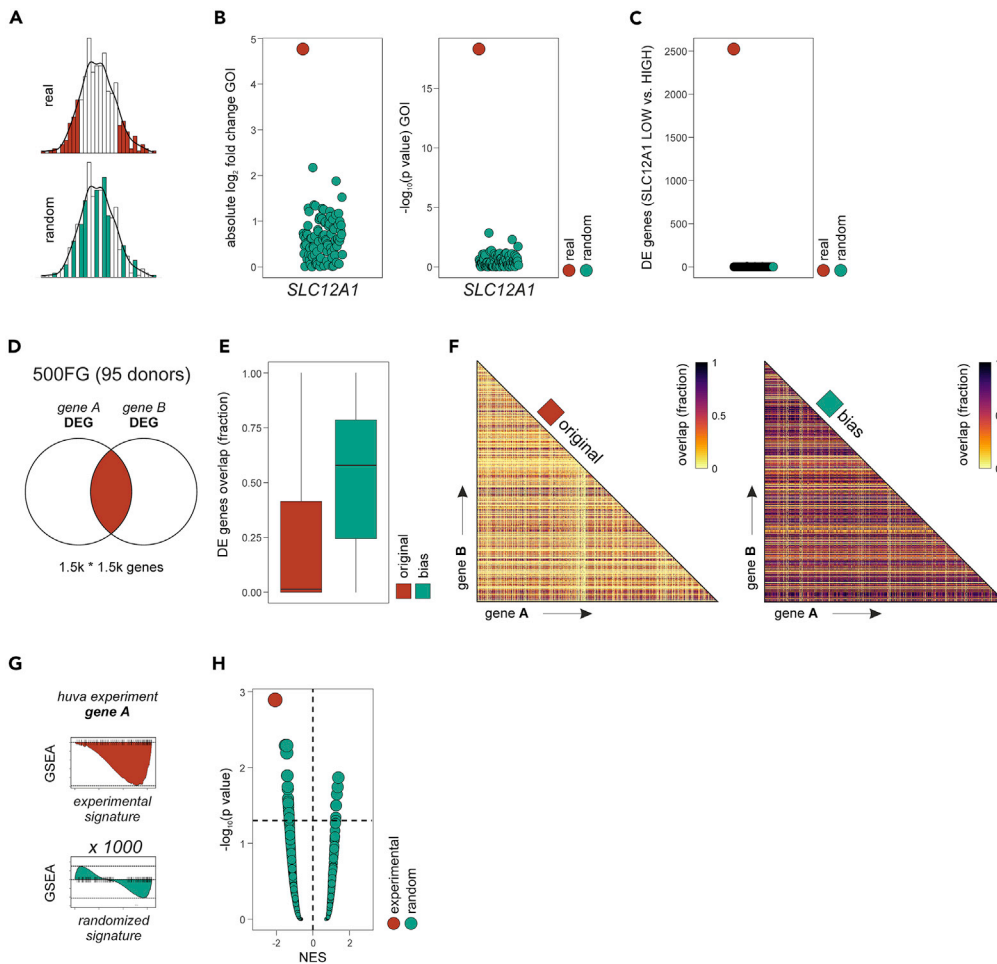 A
real
random
B
absolute log2 fold change GOI
5
4
3
2
1
0
SLC12A1
-log10(p value) GOI
15
10
5
0
SLC12A1
real
random
C
DE genes (SLC12A1 LOW vs. HIGH)
2500
2000
1500
1000
500
0
real
random
D
500FG (95 donors)
gene A
DEG
gene B
DEG
1.5k * 1.5k genes
E
DE genes overlap (fraction)
1.00
0.75
0.50
0.25
0.00
original
bias
F
original
overlap (fraction)
1
0.5
0
gene B
gene A
bias
overlap (fraction)
1
0.5
0
gene B
gene A
G
huva experiment
gene A
GSEA
experimental
signature
x 1000
GSEA
randomized
signature
H
-log10(p value)
3
2
1
0
-2
0
2
NES
experimental
random